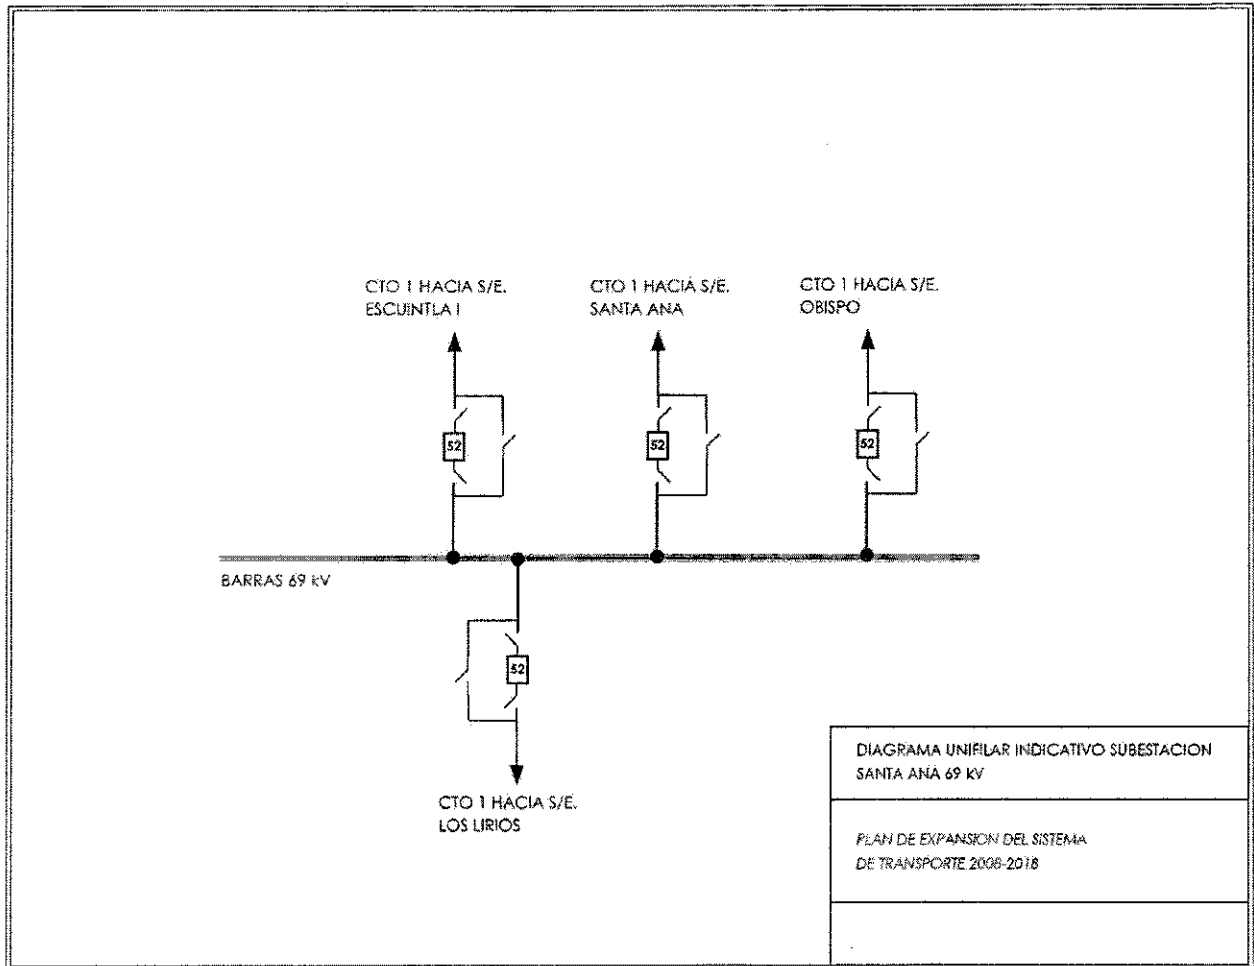 CTO 1 HACIA S/E.
ESCUINTLA I
CTO 1 HACIÁ S/E.
SANTA ANA
CTO 1 HACIA S/E.
OBISPO
52
52
52
BARRAS 69 kV
52
CTO 1 HACIA S/E.
LOS LIRIOS
DIAGRAMA UNIFILAR INDICATIVO SUBESTACION
SANTA ANA 69 kV
PLAN DE EXPANSION DEL SISTEMA
DE TRANSPORTE 2008-2018